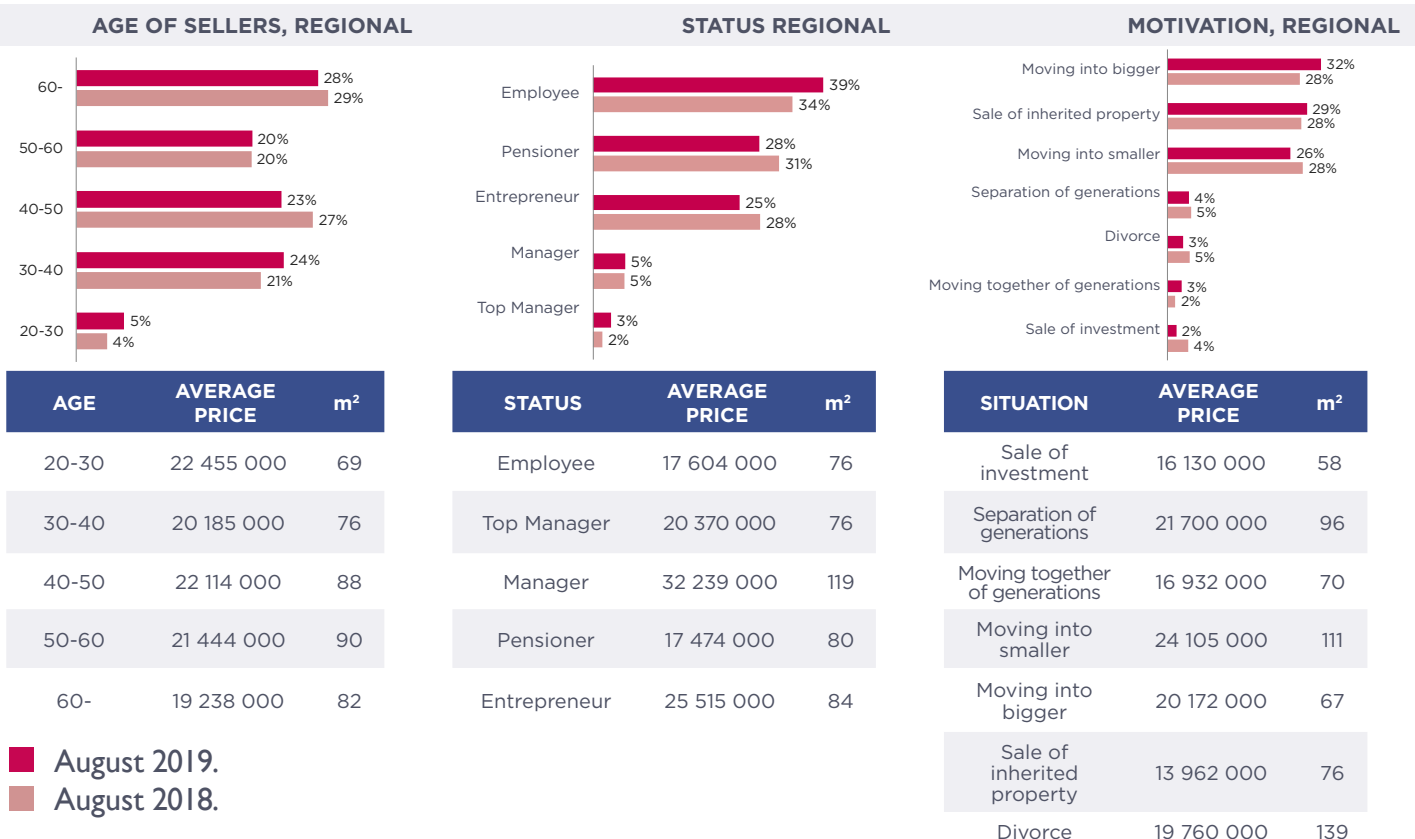 AGE OF SELLERS, REGIONAL
60-
28%
29%
50-60
20%
20%
40-50
23%
27%
30-40
24%
21%
20-30
5%
4%
STATUS REGIONAL
Employee
39%
34%
Pensioner
28%
31%
Entrepreneur
25%
28%
Manager
5%
5%
Top Manager
3%
2%
MOTIVATION, REGIONAL
Moving into bigger
32%
28%
Sale of inherited property
29%
28%
Moving into smaller
26%
28%
Separation of generations
4%
5%
Divorce
3%
5%
Moving together of generations
3%
2%
Sale of investment
2%
4%
AGE AVERAGE PRICE m²
20-30 22 455 000 69
30-40 20 185 000 76
40-50 22 114 000 88
50-60 21 444 000 90
60- 19 238 000 82
STATUS AVERAGE PRICE m²
Employee 17 604 000 76
Top Manager 20 370 000 76
Manager 32 239 000 119
Pensioner 17 474 000 80
Entrepreneur 25 515 000 84
SITUATION AVERAGE PRICE m²
Sale of investment 16 130 000 58
Separation of generations 21 700 000 96
Moving together of generations 16 932 000 70
Moving into smaller 24 105 000 111
Moving into bigger 20 172 000 67
Sale of inherited property 13 962 000 76
Divorce 19 760 000 139
August 2019.
August 2018.